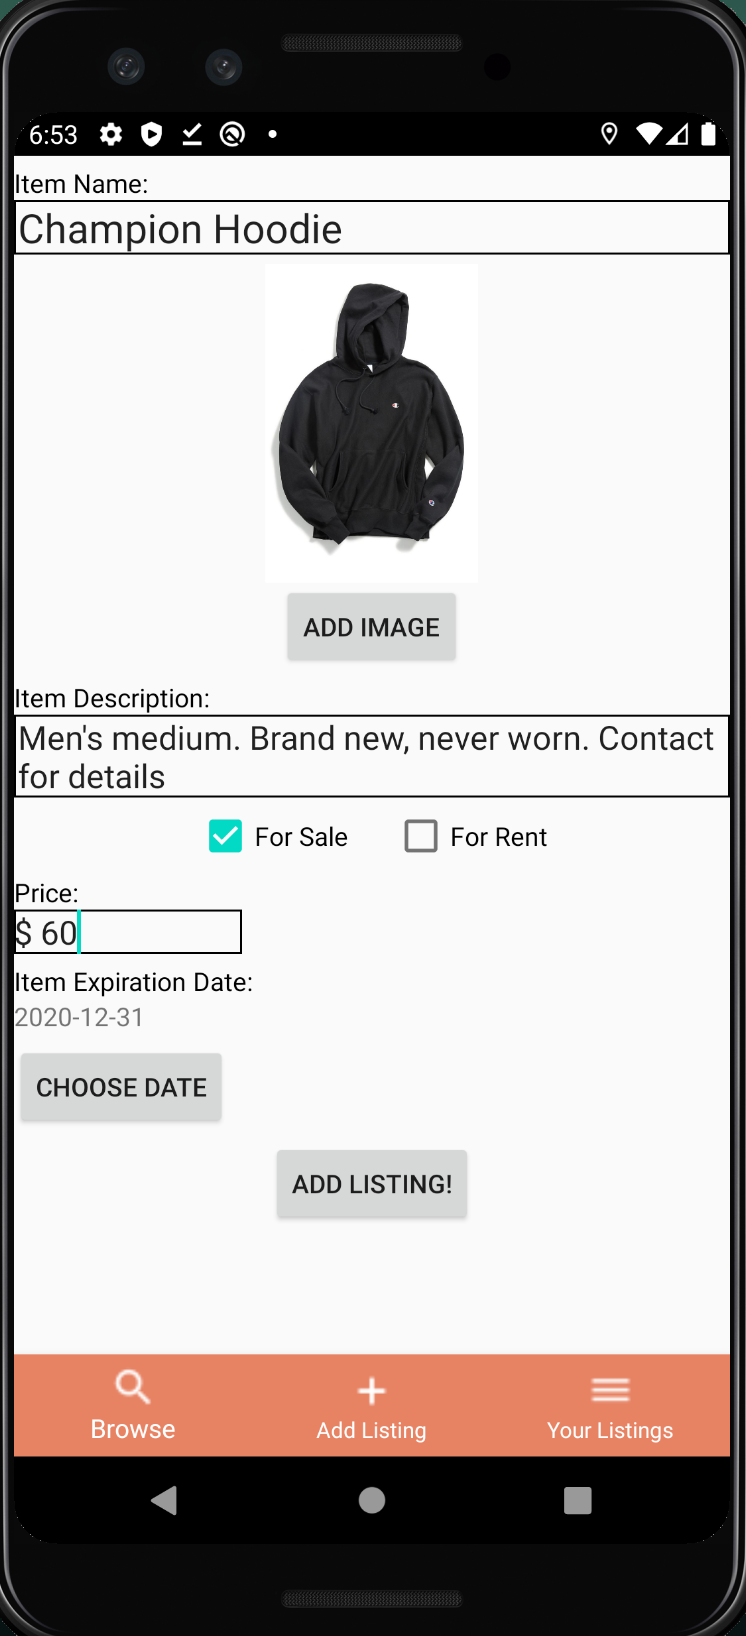 6:53
Item Name:
Champion Hoodie
ADD IMAGE
Item Description:
Men's medium. Brand new, never worn. Contact
for details
For Sale
For Rent
Price:
$ 60
Item Expiration Date:
2020-12-31
CHOOSE DATE
ADD LISTING!
Browse
Add Listing
Your Listings